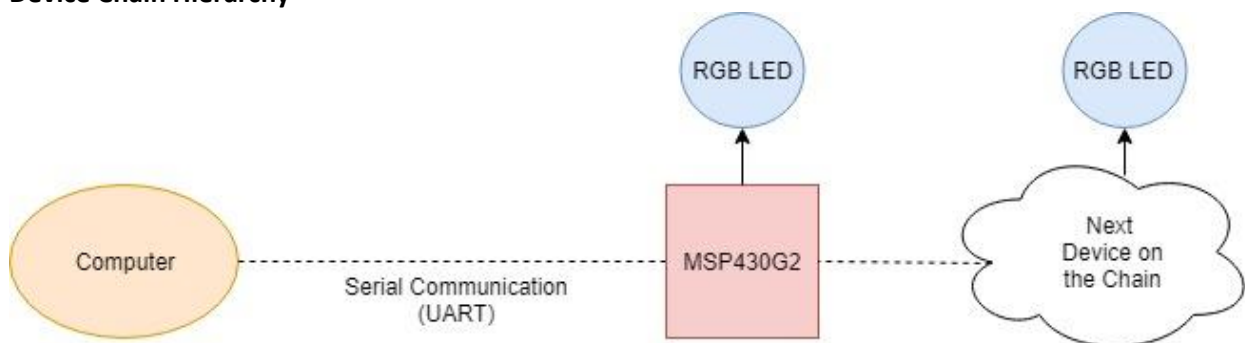 Device Chain Hierarchy
RGB LED
RGB LED
Computer
Serial Communication
(UART)
MSP430G2
Next
Device on
the Chain